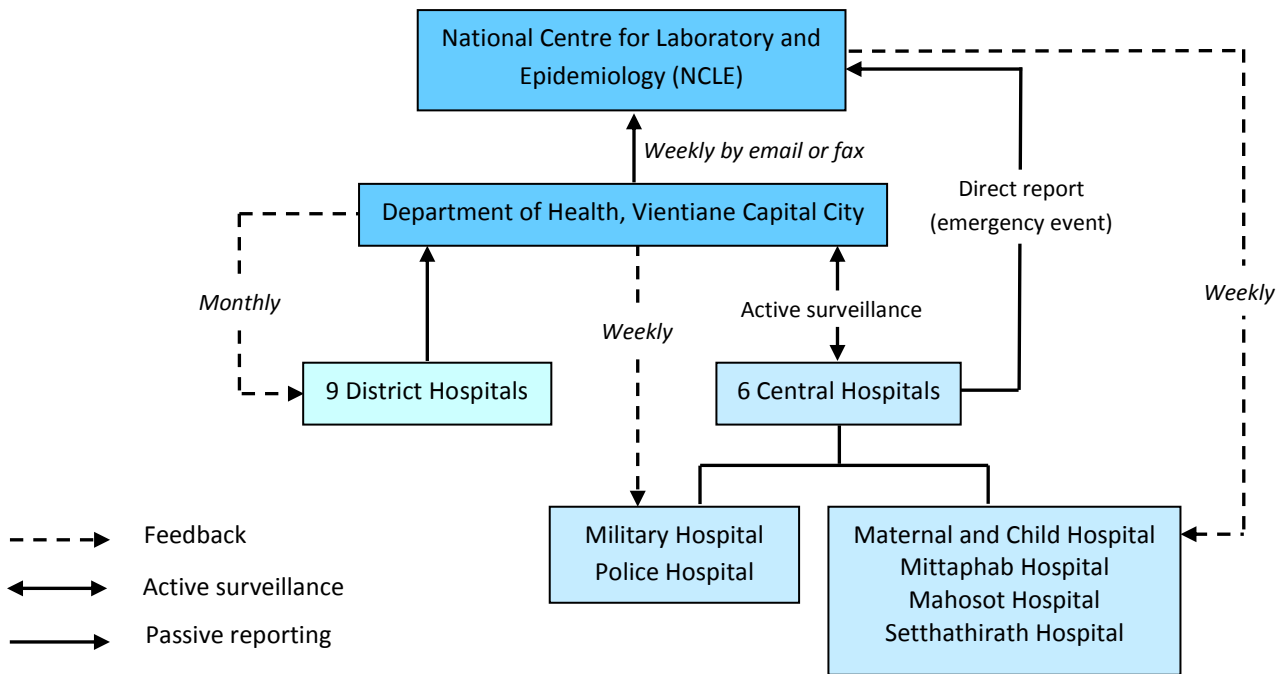 National Centre for Laboratory and
Epidemiology (NCLE)
Weekly by email or fax
Direct report
(emergency event)
Department of Health, Vientiane Capital City
Monthly
Weekly
Active surveillance
Weekly
9 District Hospitals
6 Central Hospitals
Military Hospital
Police Hospital
Maternal and Child Hospital
Mittaphab Hospital
Mahosot Hospital
Setthathirath Hospital
Feedback
Active surveillance
Passive reporting